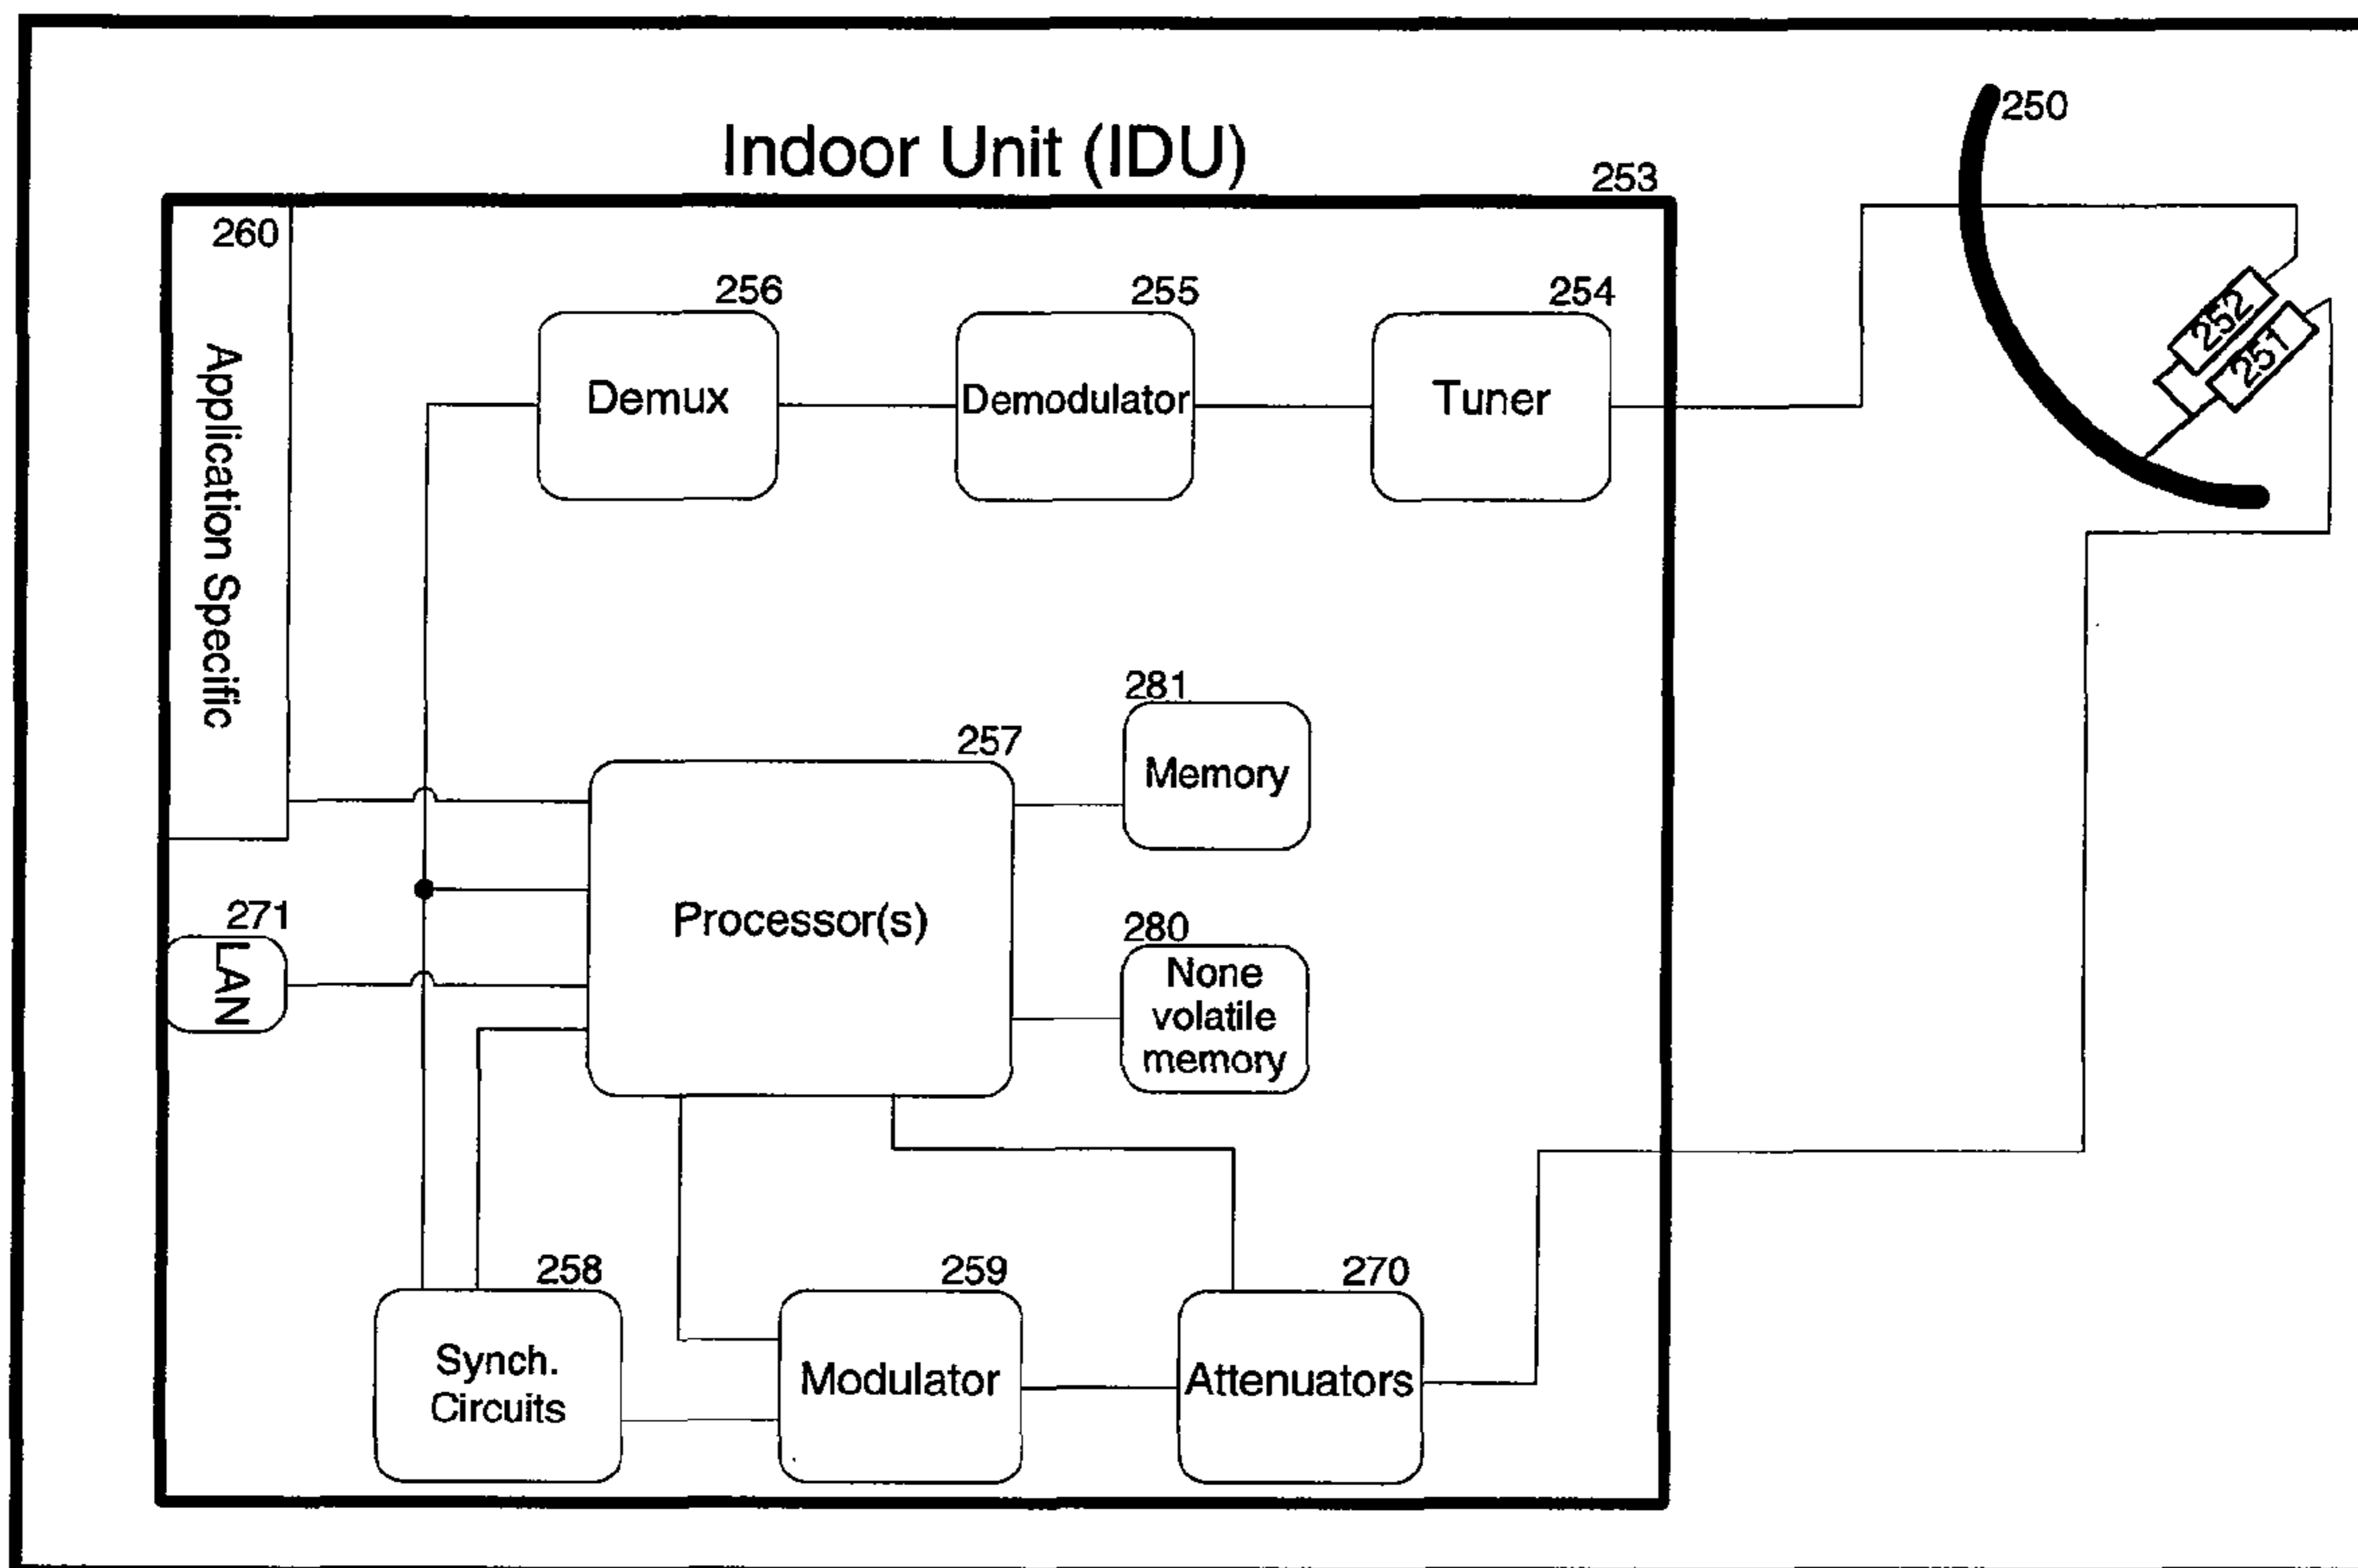 250
Indoor Unit (IDU)
253
260
Application Specific
256
Demux
255
Demodulator
254
Tuner
252
251
281
Memory
257
Processor(s)
271
LAN
280
None
volatile
memory
258
Synch.
Circuits
259
Modulator
270
Attenuators